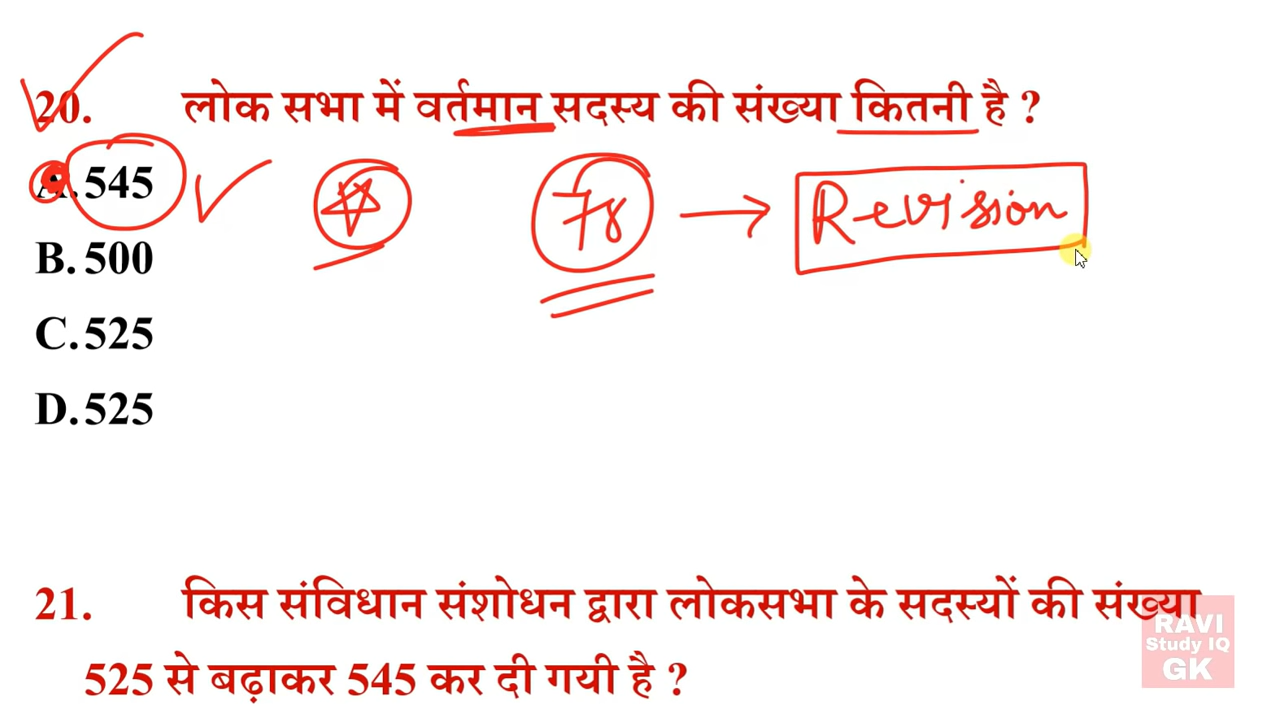 20. लोक सभा में वर्तमान सदस्य की संख्या कितनी है ?
A. 545
78 → Revision
B. 500
C. 525
D. 525
21. किस संविधान संशोधन द्वारा लोकसभा के सदस्यों की संख्या
525 से बढ़ाकर 545 कर दी गयी है ?
RAVI
Study IQ
GK